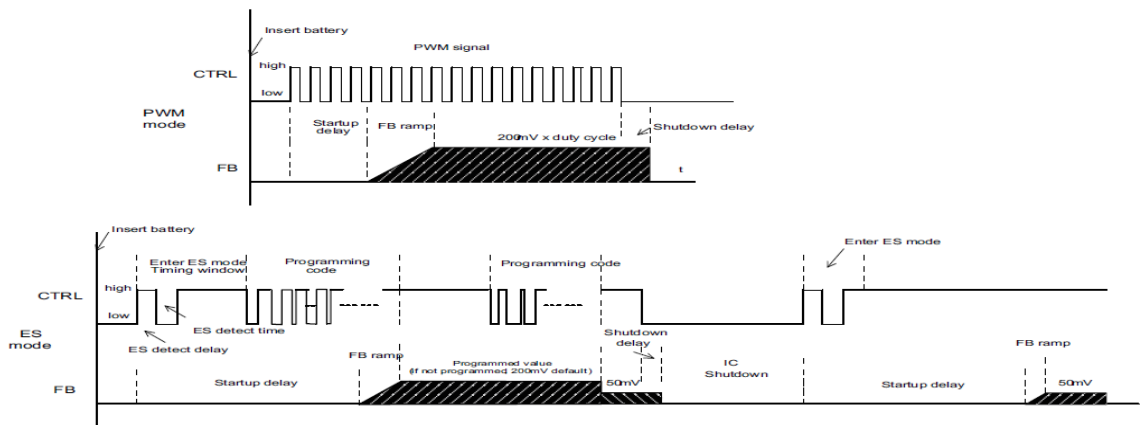 Insert battery
PWM signal
CTRL
high
low
PWM
mode
Startup
delay
FB ramp
200mV x duty cycle
Shutdown delay
FB
t
Insert battery
Enter ES mode
Enter ES mode
Timing window
Programming
code
Programming code
CTRL
high
low
ES
mode
ES detect time
ES detect delay
Shutdown
delay
FB ramp
Programmed value
(if not programmed, 200mV default)
50mV
IC
Shutdown
FB ramp
Startup delay
Startup delay
50mV
FB